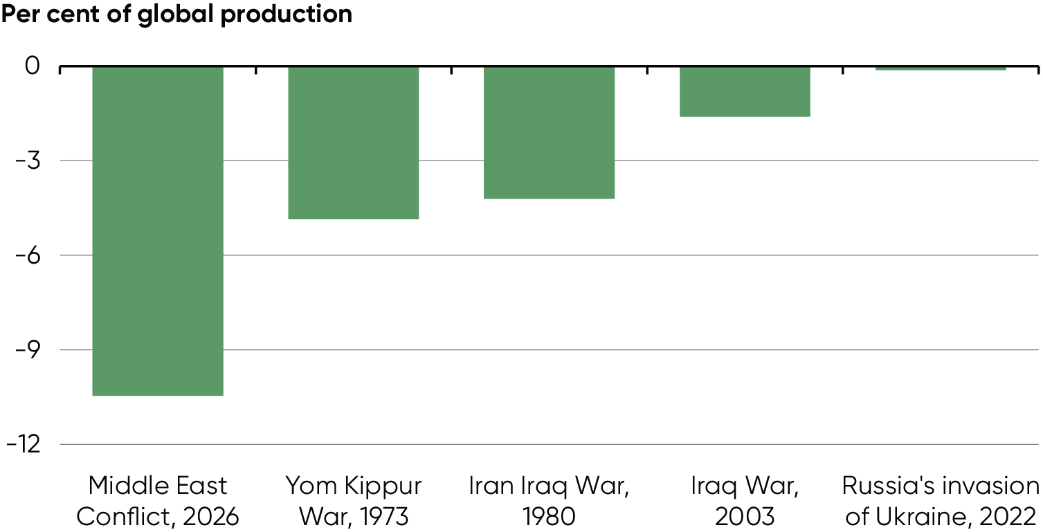 Per cent of global production
0
−3
−6
−9
−12
Middle East
Conflict, 2026
Yom Kippur
War, 1973
Iran Iraq War,
1980
Iraq War,
2003
Russia's invasion
of Ukraine, 2022